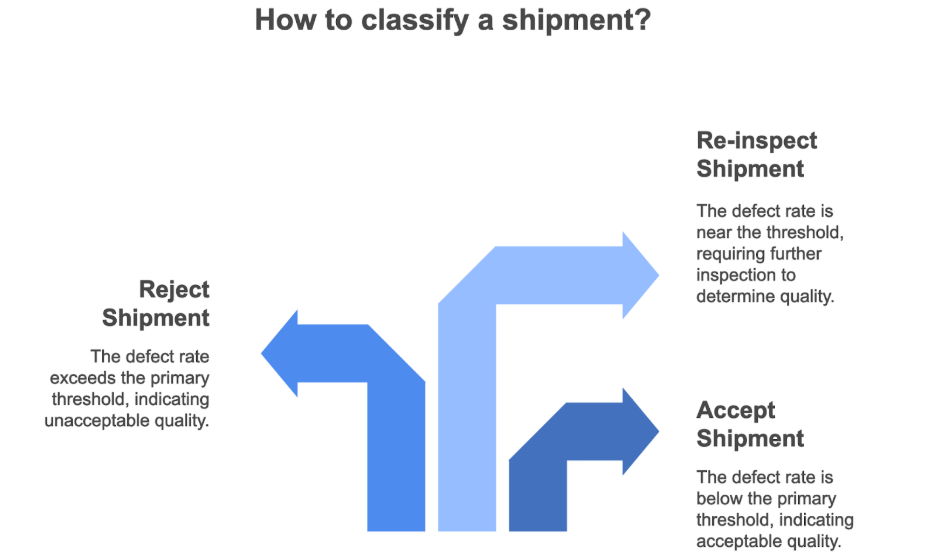 How to classify a shipment?
Re-inspect
Shipment
The defect rate is
near the threshold,
requiring further
inspection to
determine quality.
Reject
Shipment
The defect rate
exceeds the primary
threshold, indicating
unacceptable quality.
Accept
Shipment
The defect rate is
below the primary
threshold, indicating
acceptable quality.